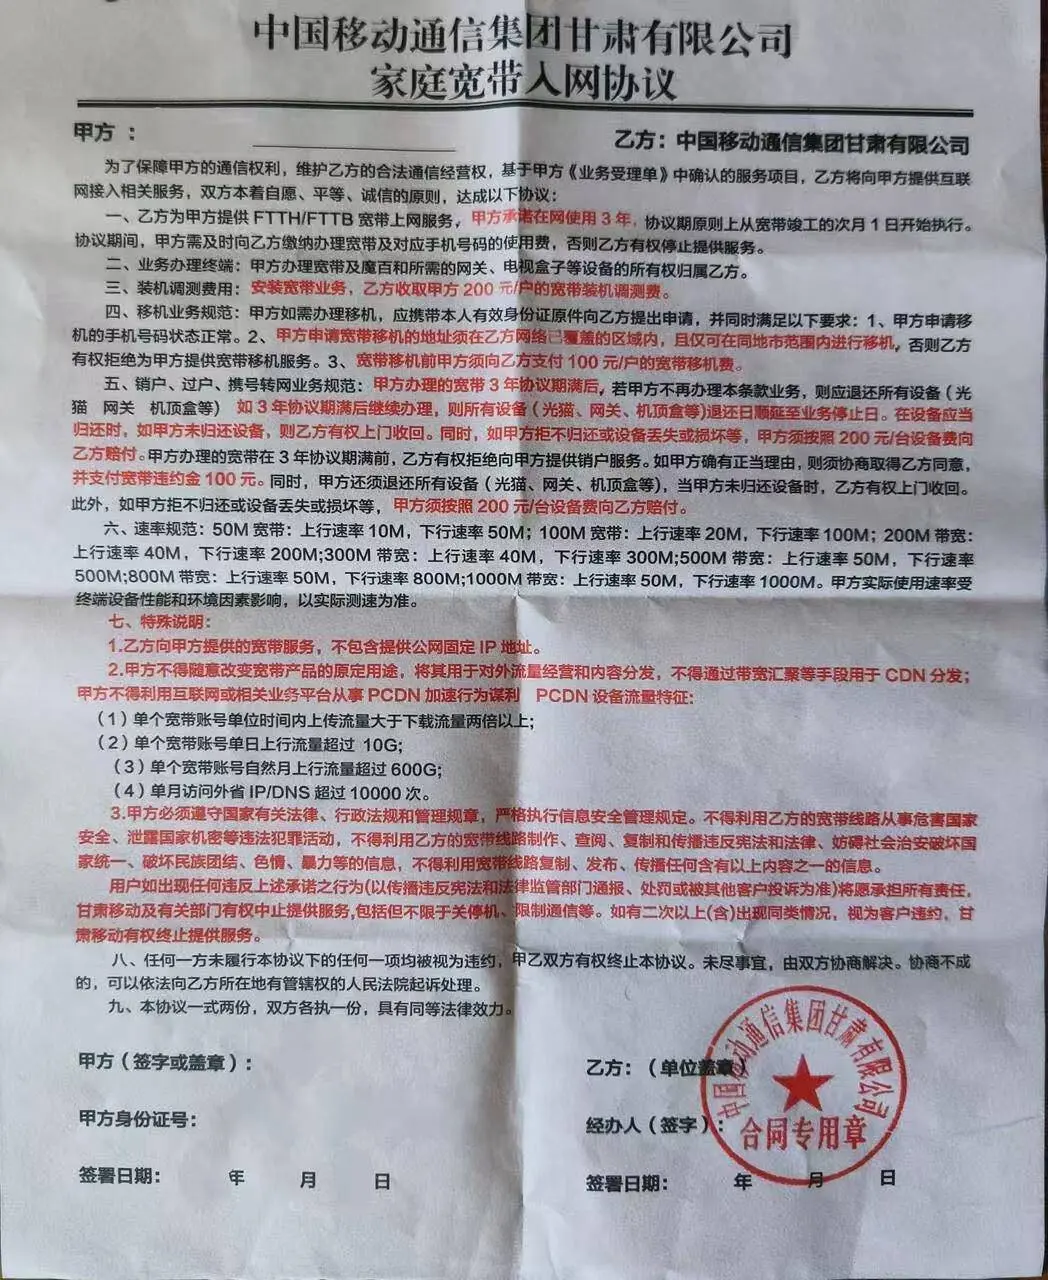 中国移动通信集团甘肃有限公司
家庭宽带入网协议
甲方 ：
乙方：中国移动通信集团甘肃有限公司
为了保障甲方的通信权利，维护乙方的合法通信经营权，基于甲方《业务受理单》中确认的服务项目，乙方将向甲方提供互联
网接入相关服务，双方本着自愿、平等、诚信的原则，达成以下协议：
一、乙方为甲方提供 FTTH/FTTB 宽带上网服务，甲方承诺在网使用 3 年，协议期原则上从宽带竣工的次月 1 日开始执行。
协议期间，甲方需及时向乙方缴纳办理宽带及对应手机号码的使用费，否则乙方有权停止提供服务。
二、业务办理终端：甲方办理宽带及魔百和所需的网关、电视盒子等设备的所有权归属乙方。
三、装机调测费用：安装宽带业务，乙方收取甲方 200 元/户的宽带装机调测费。
四、移机业务规范：甲方如需办理移机，应携带本人有效身份证原件向乙方提出申请，并同时满足以下要求：1、甲方申请移
机的手机号码状态正常。2、甲方申请宽带移机的地址须在乙方网络已覆盖的区域内，且仅可在同地市范围内进行移机，否则乙方
有权拒绝为甲方提供宽带移机服务。3、宽带移机前甲方须向乙方支付 100 元/户的宽带移机费。
五、销户、过户、携号转网业务规范：甲方办理的宽带 3 年协议期满后，若甲方不再办理本条款业务，则应退还所有设备（光
猫 网关 机顶盒等） 如 3 年协议期满后继续办理，则所有设备（光猫、网关、机顶盒等)退还日顺延至业务停止日。在设备应当
归还时，如甲方未归还设备，则乙方有权上门收回。同时，如甲方拒不归还或设备丢失或损坏等，甲方须按照 200 元/台设备费向
乙方赔付。甲方办理的宽带在 3 年协议期满前，乙方有权拒绝向甲方提供销户服务。如甲方确有正当理由，则须协商取得乙方同意，
并支付宽带违约金 100 元。同时，甲方还须退还所有设备（光猫、网关、机顶盒等)，当甲方未归还设备时，乙方有权上门收回。
此外，如甲方拒不归还或设备丢失或损坏等， 甲方须按照 200 元/台设备费向乙方赔付。
六、速率规范：50M 宽带：上行速率 10M，下行速率 50M；100M 宽带：上行速率 20M，下行速率 100M；200M 带宽：
上行速率 40M，下行速率 200M;300M 带宽：上行速率 40M，下行速率 300M;500M 带宽：上行速率 50M，下行速率
500M;800M 带宽：上行速率 50M，下行速率 800M;1000M 带宽：上行速率 50M，下行速率 1000M。甲方实际使用速率受
终端设备性能和环境因素影响，以实际测速为准。
七、特殊说明：
1.乙方向甲方提供的宽带服务，不包含提供公网固定 IP 地址。
2.甲方不得随意改变宽带产品的原定用途，将其用于对外流量经营和内容分发，不得通过带宽汇聚等手段用于 CDN 分发；
甲方不得利用互联网或相关业务平台从事 PCDN 加速行为谋利 PCDN 设备流量特征：
（1）单个宽带账号单位时间内上传流量大于下载流量两倍以上；
（2）单个宽带账号单日上行流量超过 10G；
（3）单个宽带账号自然月上行流量超过 600G；
（4）单月访问外省 IP/DNS 超过 10000 次。
3.甲方必须遵守国家有关法律、行政法规和管理规章，严格执行信息安全管理规定。不得利用乙方的宽带线路从事危害国家
安全、泄露国家机密等违法犯罪活动，不得利用乙方的宽带线路制作、查阅、复制和传播违反宪法和法律、妨碍社会治安破坏国
家统一、破坏民族团结、色情、暴力等的信息，不得利用宽带线路复制、发布、传播任何含有以上内容之一的信息。
用户如出现任何违反上述承诺之行为(以传播违反宪法和法律监管部门通报、处罚或被其他客户投诉为准)将愿承担所有责任，
甘肃移动及有关部门有权中止提供服务,包括但不限于关停机、限制通信等。如有二次以上(含)出现同类情况，视为客户违约，甘
肃移动有权终止提供服务。
八、任何一方未履行本协议下的任何一项均被视为违约，甲乙双方有权终止本协议。未尽事宜，由双方协商解决。协商不成
的，可以依法向乙方所在地有管辖权的人民法院起诉处理。
九、本协议一式两份，双方各执一份，具有同等法律效力。
甲方（签字或盖章）：
乙方：（单位盖章）
甲方身份证号：
经办人（签字）：
签署日期： 年 月 日
签署日期： 年 月 日
中国移动通信集团甘肃有限公司
合同专用章